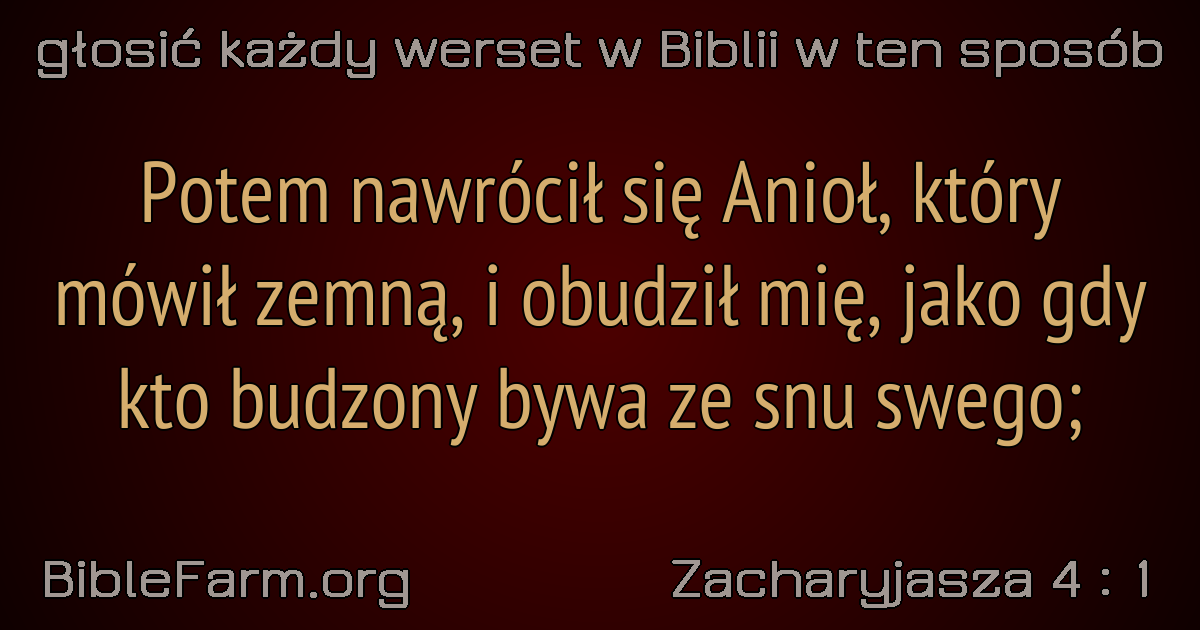 głosić każdy werset w Biblii w ten sposób
Potem nawrócił się Anioł, który
mówił zemną, i obudził mię, jako gdy
kto budzony bywa ze snu swego;
BibleFarm.org
Zacharyjasza 4 : 1